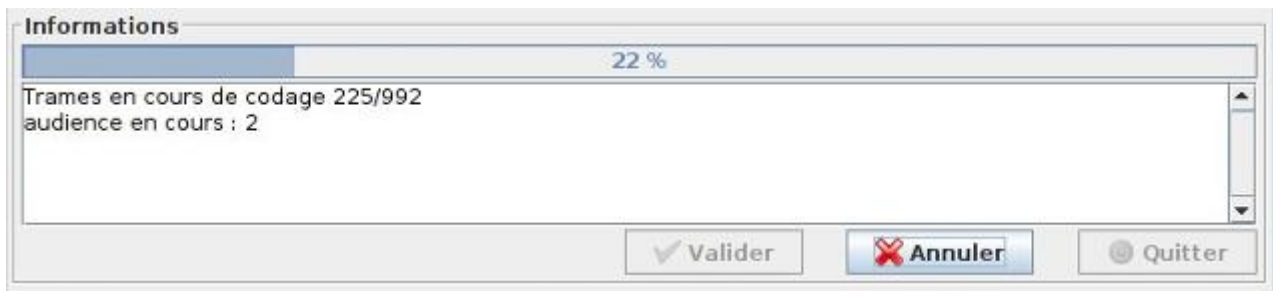 Informations
22 %
Trames en cours de codage 225/992
audience en cours : 2
Valider
Annuler
Quitter